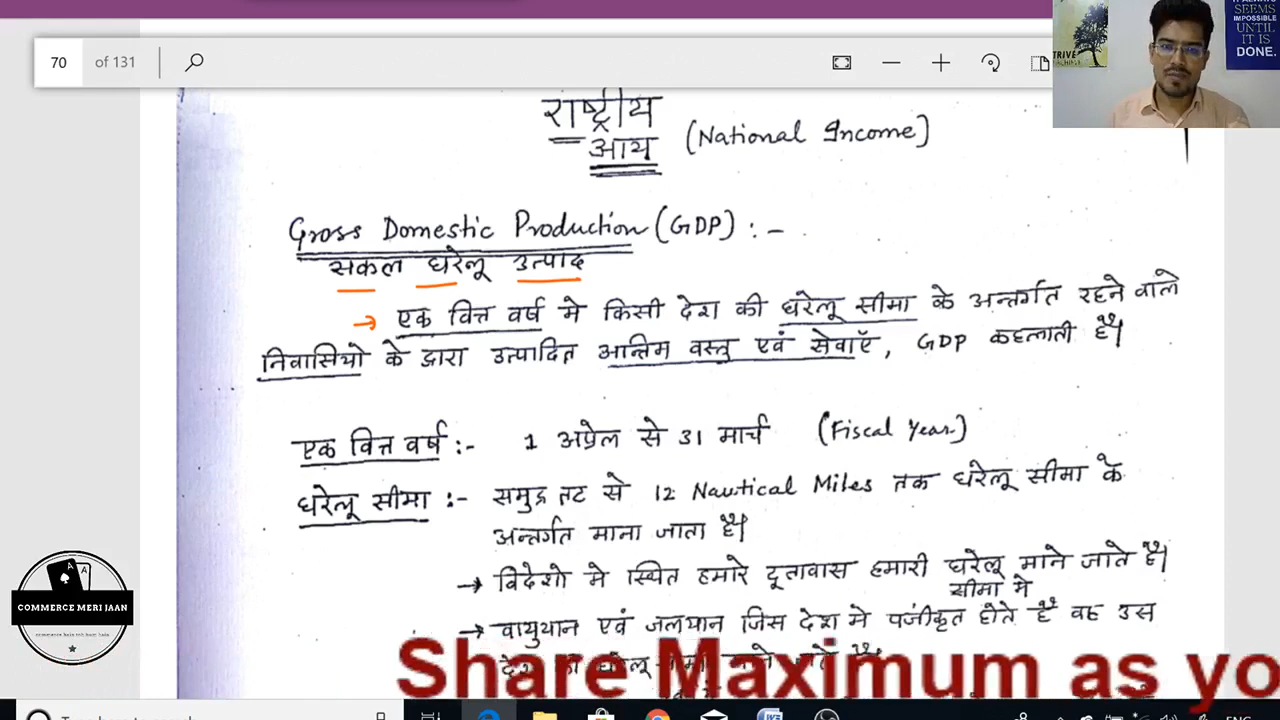 70 of 131
IT ALWAYS
SEEMS
IMPOSSIBLE
UNTIL
IT IS
DONE.
राष्ट्रीय
आय (National Income)
Gross Domestic Production (GDP) :-
सकल घरेलू उत्पाद
→ एक वित्त वर्ष मे किसी देश की घरेलू सीमा के अन्तर्गत रहने वाले
निवासियो के द्वारा उत्पादित अन्तिम वस्तु एवं सेवाएँ, GDP कहलाती है।
एक वित्त वर्ष :- 1 अप्रेल से 31 मार्च (Fiscal Year)
घरेलू सीमा :- समुद्र तट से 12 Nautical Miles तक घरेलू सीमा के
अन्तर्गत माना जाता है।
→ विदेशो मे स्थित हमारे दूतावास हमारी घरेलू माने जाते है।
सीमा मे
→ वायुयान एवं जलयान जिस देश मे पंजीकृत होते है वह उस
COMMERCE MERI JAAN
Share Maximum as yo